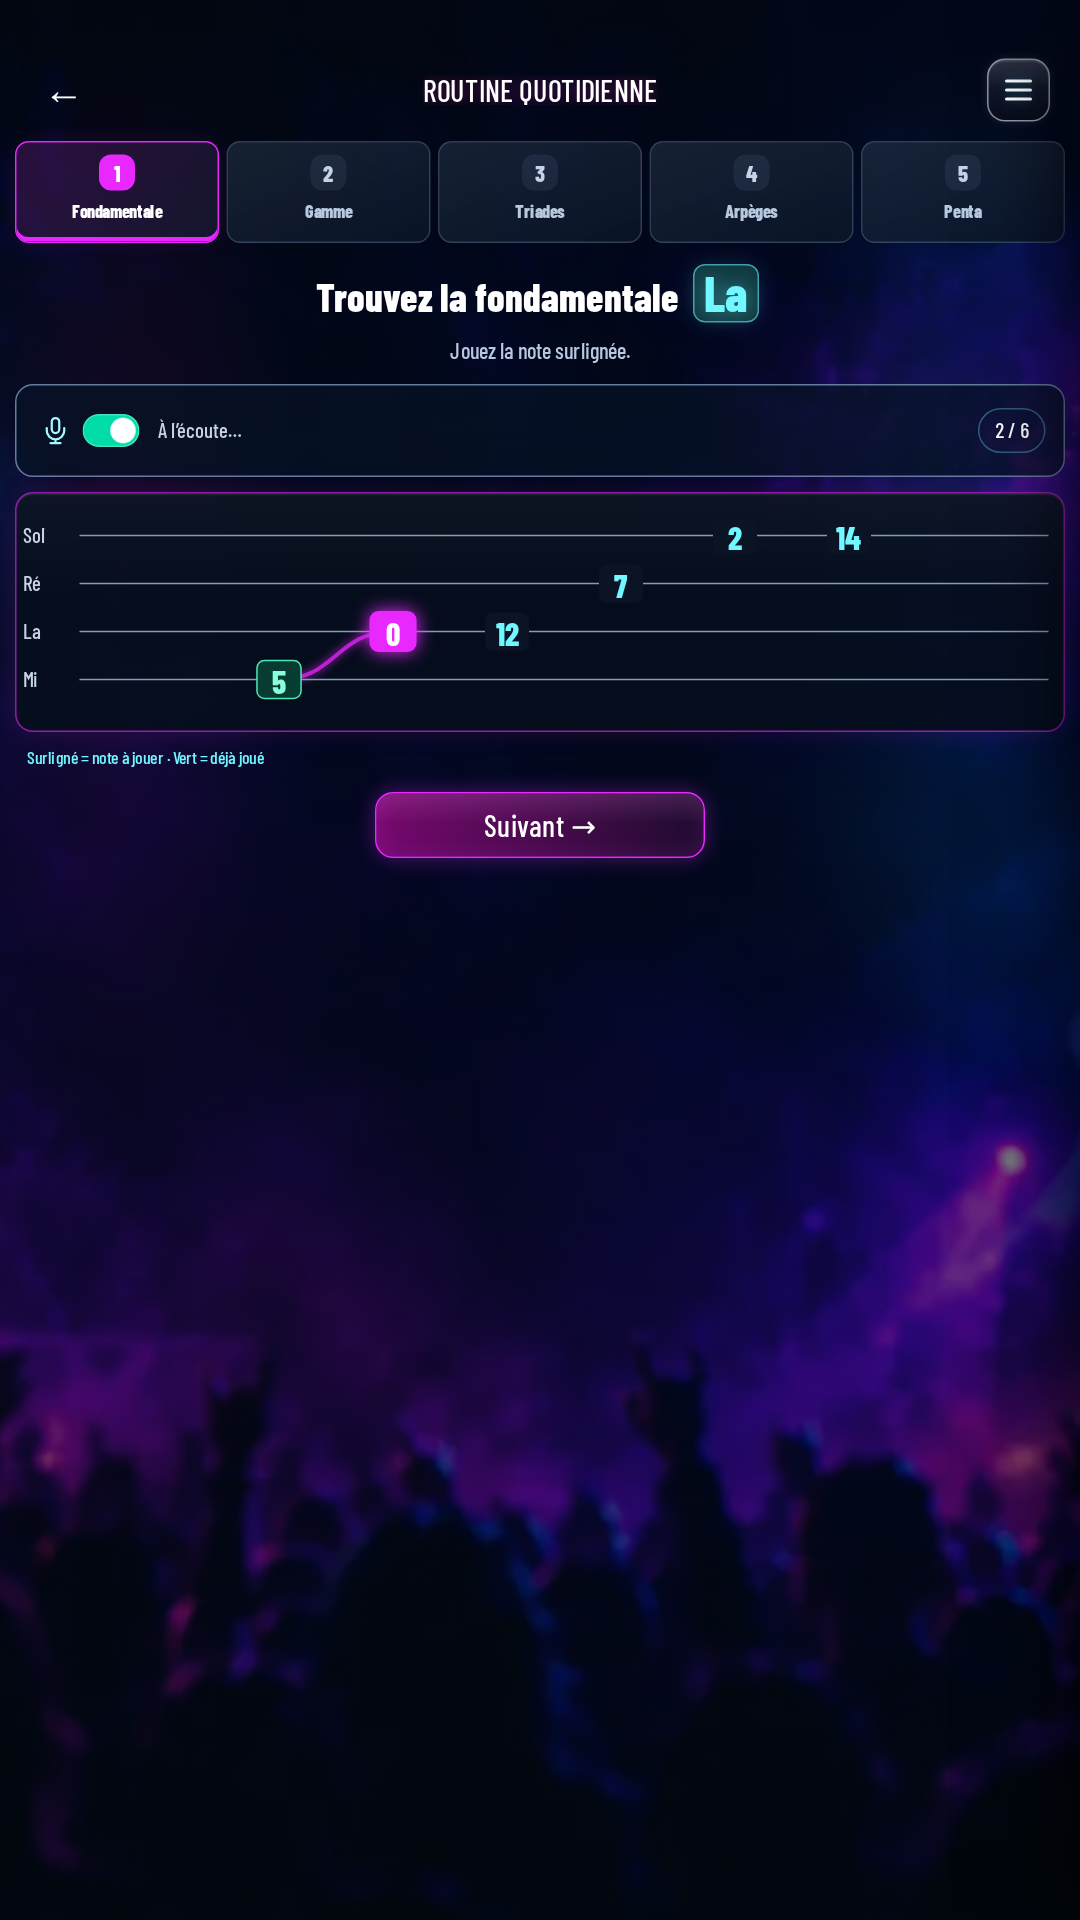 ←
ROUTINE QUOTIDIENNE
1
Fondamentale
2
Gamme
3
Triades
4
Arpèges
5
Penta
Trouvez la fondamentale La
Jouez la note surlignée.
À l'écoute...
2 / 6
Sol 2 14
Ré 7
La 0 12
Mi 5
Surligné = note à jouer · Vert = déjà joué
Suivant →